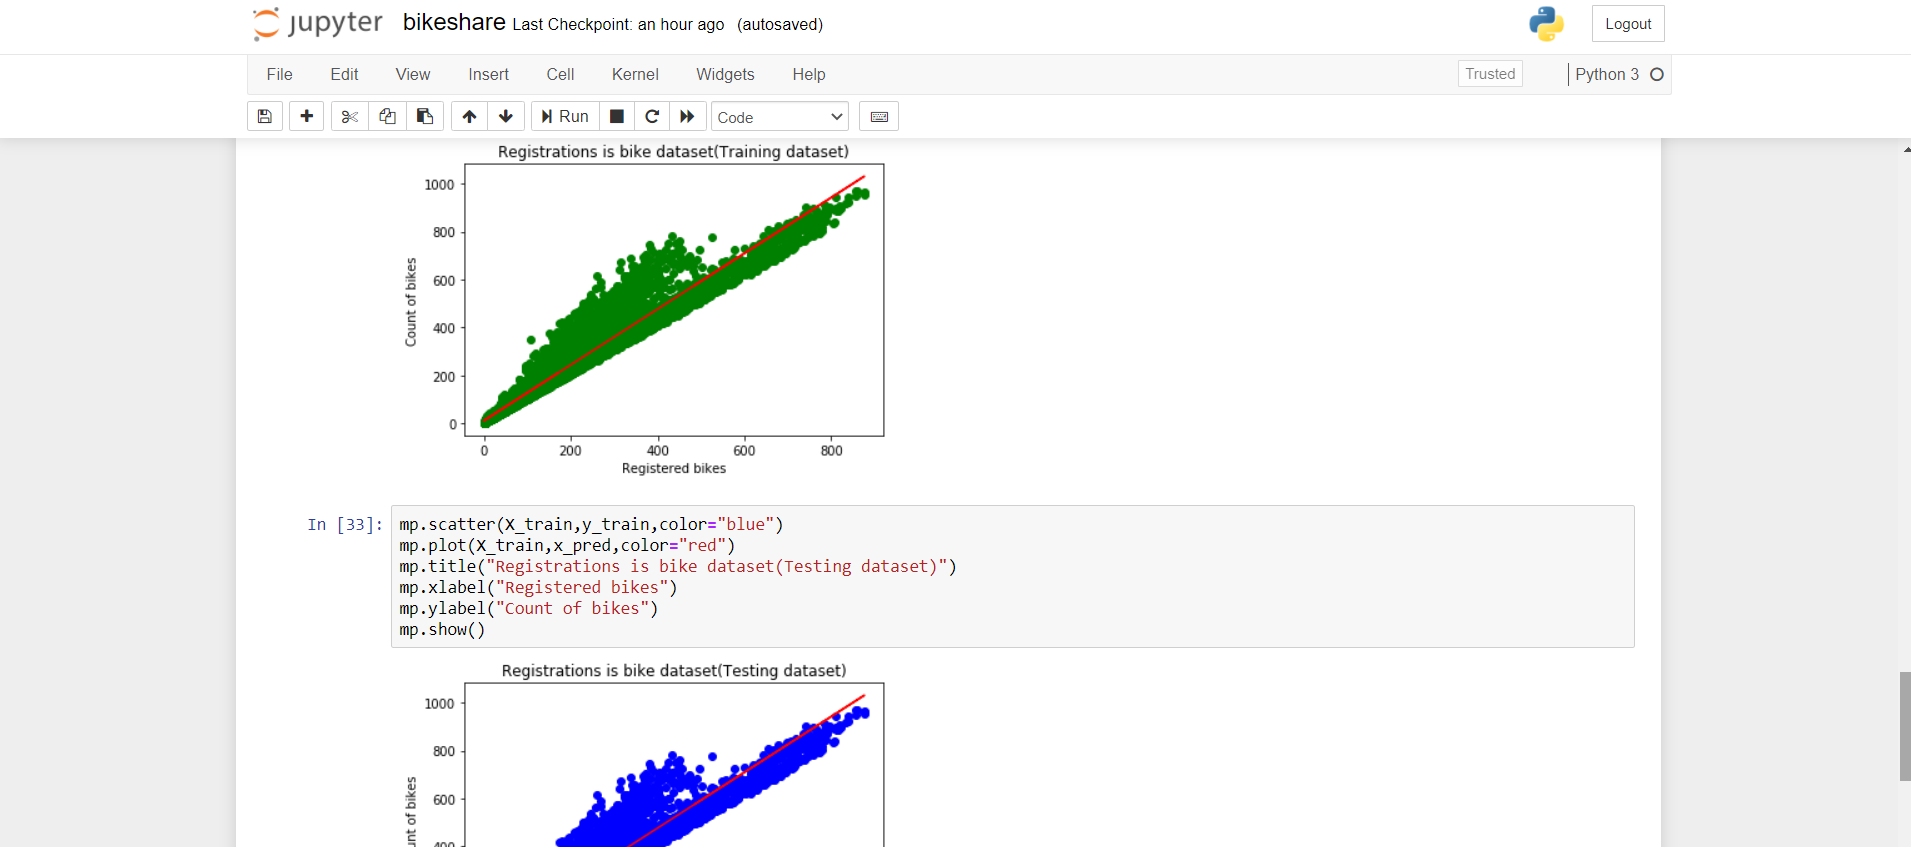 jupyter bikeshare Last Checkpoint: an hour ago (autosaved)
Logout
File Edit View Insert Cell Kernel Widgets Help
Trusted
Python 3
Run
Code
Registrations is bike dataset(Training dataset)
1000
800
600
400
200
0
Count of bikes
0 200 400 600 800
Registered bikes
In [33]:
mp.scatter(X_train,y_train,color="blue")
mp.plot(X_train,x_pred,color="red")
mp.title("Registrations is bike dataset(Testing dataset)")
mp.xlabel("Registered bikes")
mp.ylabel("Count of bikes")
mp.show()
Registrations is bike dataset(Testing dataset)
1000
800
600
400
nt of bikes